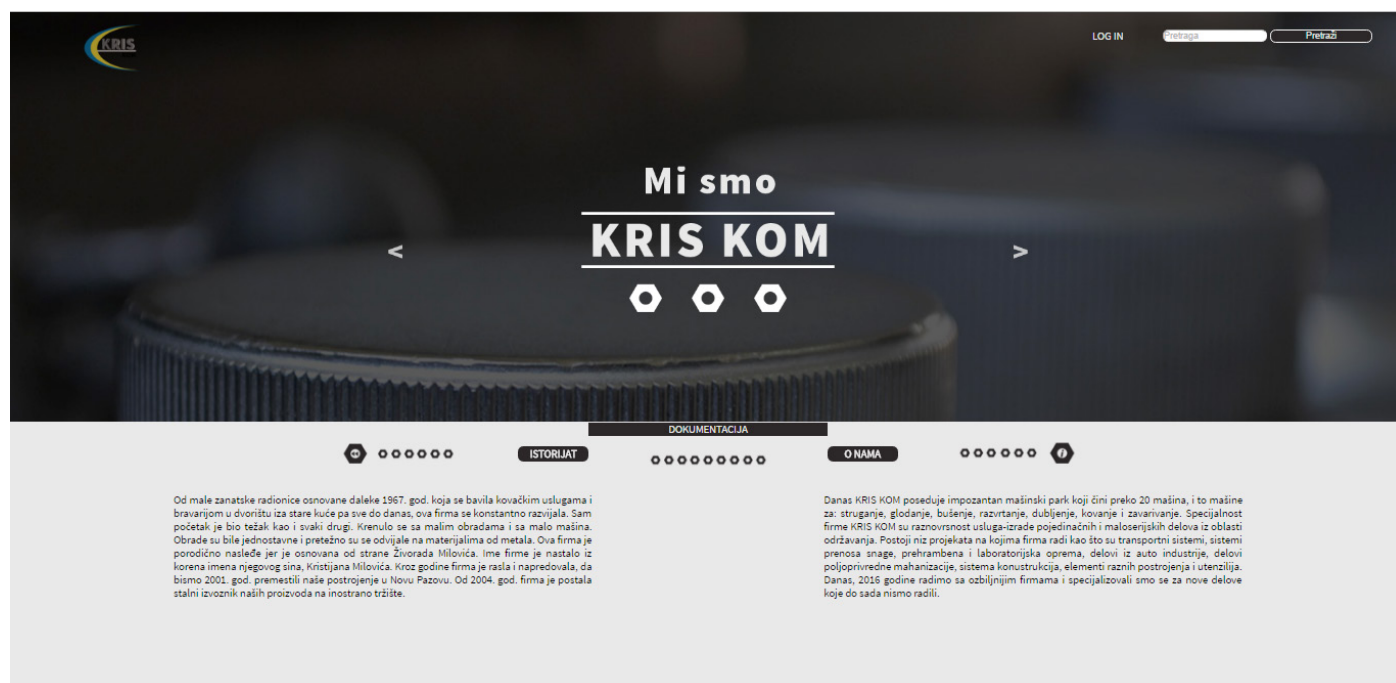 KRIS
LOG IN
Pretraga
Pretraži
Mi smo
KRIS KOM
<
>
DOKUMENTACIJA
ISTORIJAT
O NAMA
Od male zanatske radionice osnovane daleke 1967. god. koja se bavila kovačkim uslugama i
bravarijom u dvorištu iza stare kuće pa sve do danas, ova firma se konstantno razvijala. Sam
početak je bio težak kao i svaki drugi. Krenulo se sa malim obradama i sa malo mašina.
Obrade su bile jednostavne i pretežno su se odvijale na materijalima od metala. Ova firma je
porodično nasleđe jer je osnovana od strane Živorada Milovića. Ime firme je nastalo iz
korena imena njegovog sina, Kristijana Milovića. Kroz godine firma je rasla i napredovala, da
bismo 2001. god. premestili naše postrojenje u Novu Pazovu. Od 2004. god. firma je postala
stalni izvoznik naših proizvoda na inostrano tržište.
Danas KRIS KOM poseduje impozantan mašinski park koji čini preko 20 mašina, i to mašine
za: struganje, glodanje, bušenje, razvrtanje, dubljenje, kovanje i zavarivanje. Specijalnost
firme KRIS KOM su raznovrsnost usluga-izrade pojedinačnih i maloserijskih delova iz oblasti
održavanja. Postoji niz projekata na kojima firma radi kao što su transportni sistemi, sistemi
prenosa snage, prehrambena i laboratorijska oprema, delovi iz auto industrije, delovi
poljoprivredne mahanizacije, sistema konustrukcija, elementi raznih postrojenja i utenzilija.
Danas, 2016 godine radimo sa ozbiljnijim firmama i specijalizovali smo se za nove delove
koje do sada nismo radili.